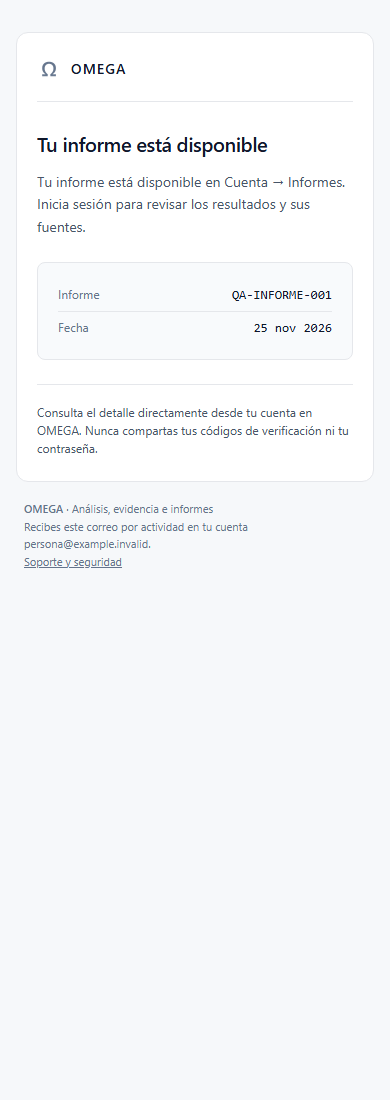 Ω OMEGA
Tu informe está disponible
Tu informe está disponible en Cuenta → Informes.
Inicia sesión para revisar los resultados y sus
fuentes.
Informe QA-INFORME-001
Fecha 25 nov 2026
Consulta el detalle directamente desde tu cuenta en
OMEGA. Nunca compartas tus códigos de verificación ni tu
contraseña.
OMEGA · Análisis, evidencia e informes
Recibes este correo por actividad en tu cuenta
persona@example.invalid.
Soporte y seguridad